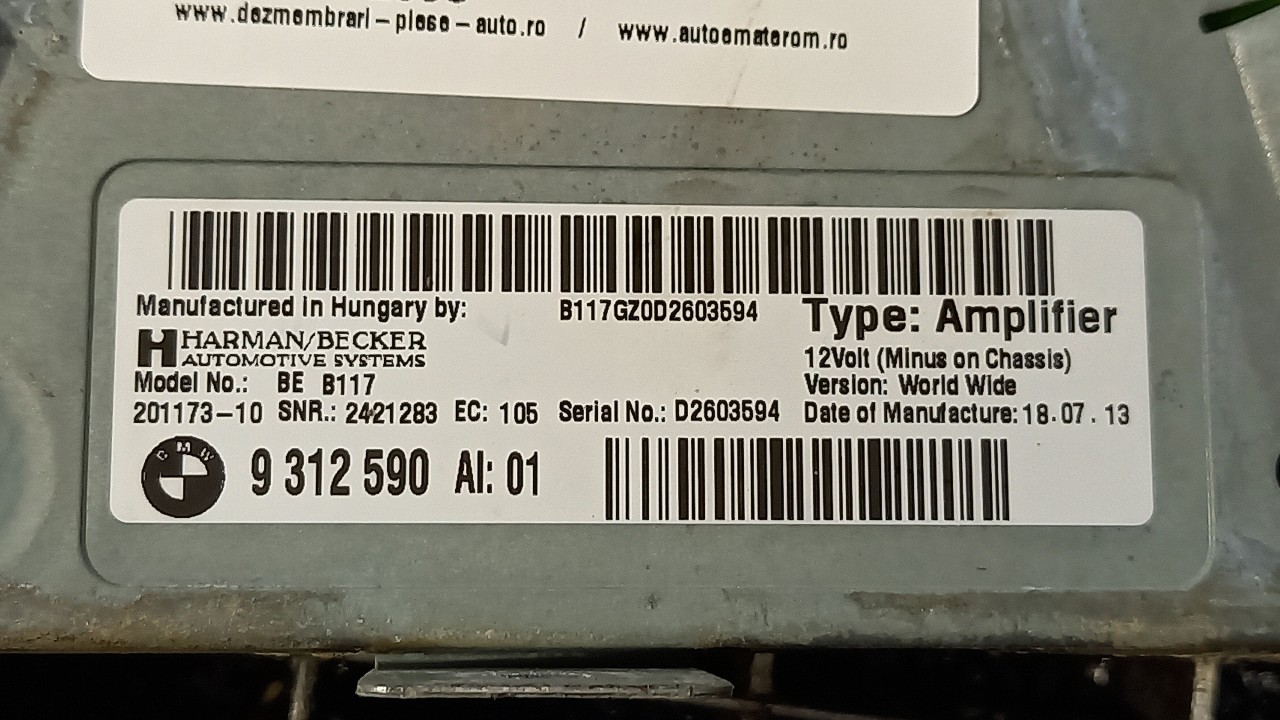 www.dezmembrari-piese-auto.ro / www.autoematerom.ro
Manufactured in Hungary by: B117GZ0D2603594 Type: Amplifier
HARMAN/BECKER
AUTOMOTIVE SYSTEMS
12Volt (Minus on Chassis)
Model No.: BE B117 Version: World Wide
201173-10 SNR.: 2421283 EC: 105 Serial No.: D2603594 Date of Manufacture: 18.07.13
BMW 9 312 590 AI: 01